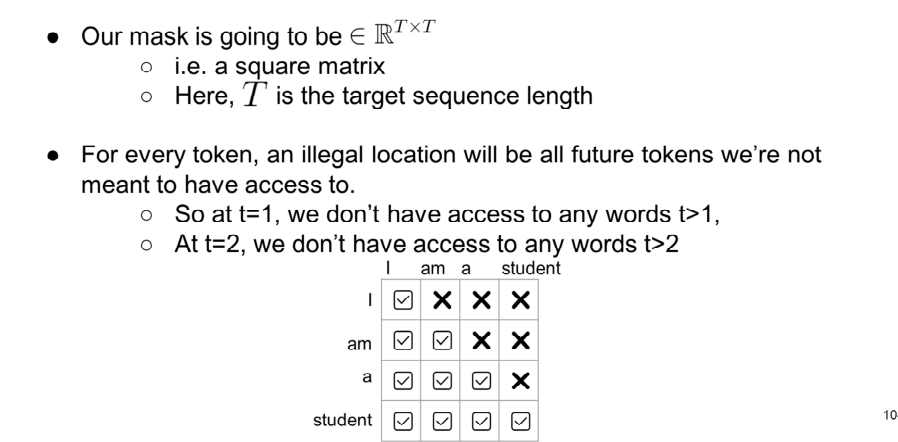 ● Our mask is going to be ∈ ℝ^{T×T}
○ i.e. a square matrix
○ Here, T is the target sequence length
● For every token, an illegal location will be all future tokens we’re not
meant to have access to.
○ So at t=1, we don’t have access to any words t>1,
○ At t=2, we don’t have access to any words t>2
I am a student
I ☑ ✕ ✕ ✕
am ☑ ☑ ✕ ✕
a ☑ ☑ ☑ ✕
student ☑ ☑ ☑ ☑
10